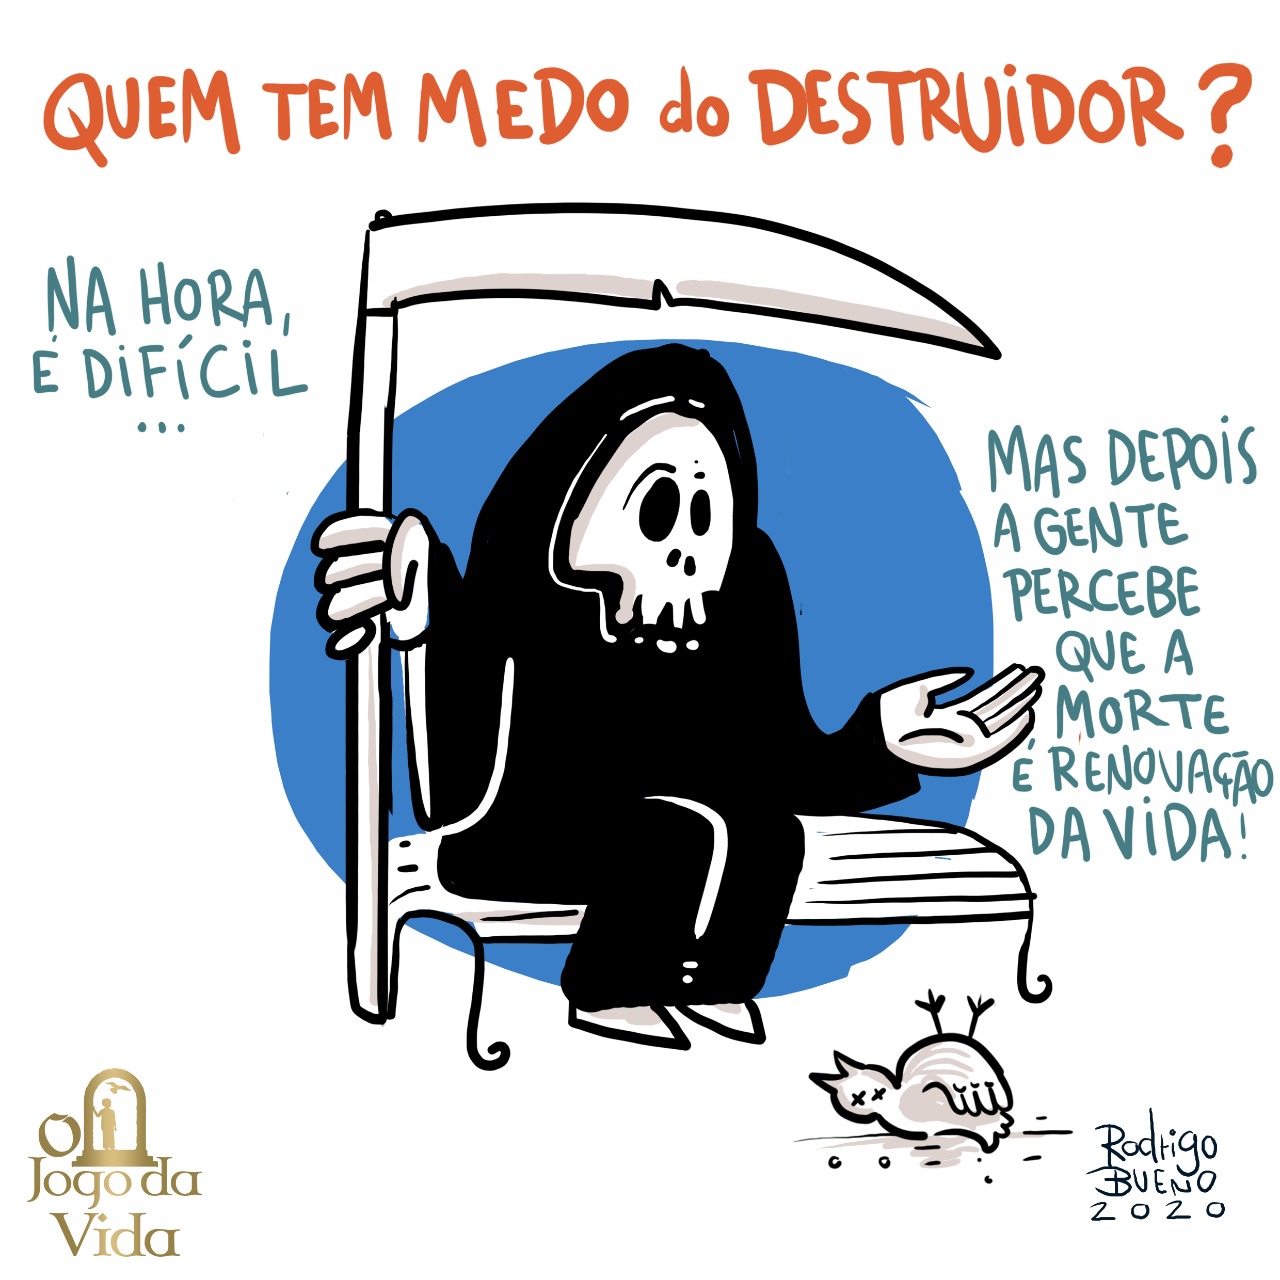 QUEM TEM MEDO do DESTRUiDOR?
NA HORA,
É DiFÍCiL
...
MAS DEPOiS
A GENTE
PERCEBE
QUE A
MORTE
É RENOVAÇÃO
DA ViDA!
O
Jogo da
Vida
Rodrigo
BUENO
2020